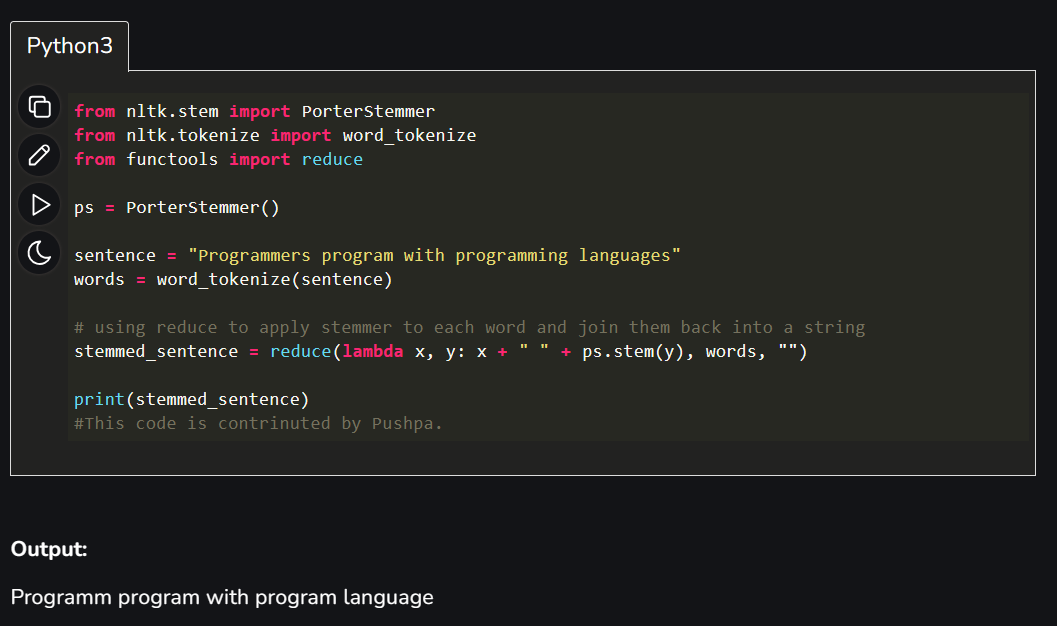 Python3
from nltk.stem import PorterStemmer
from nltk.tokenize import word_tokenize
from functools import reduce
ps = PorterStemmer()
sentence = "Programmers program with programming languages"
words = word_tokenize(sentence)
# using reduce to apply stemmer to each word and join them back into a string
stemmed_sentence = reduce(lambda x, y: x + " " + ps.stem(y), words, "")
print(stemmed_sentence)
#This code is contrinuted by Pushpa.
Output:
Programm program with program language